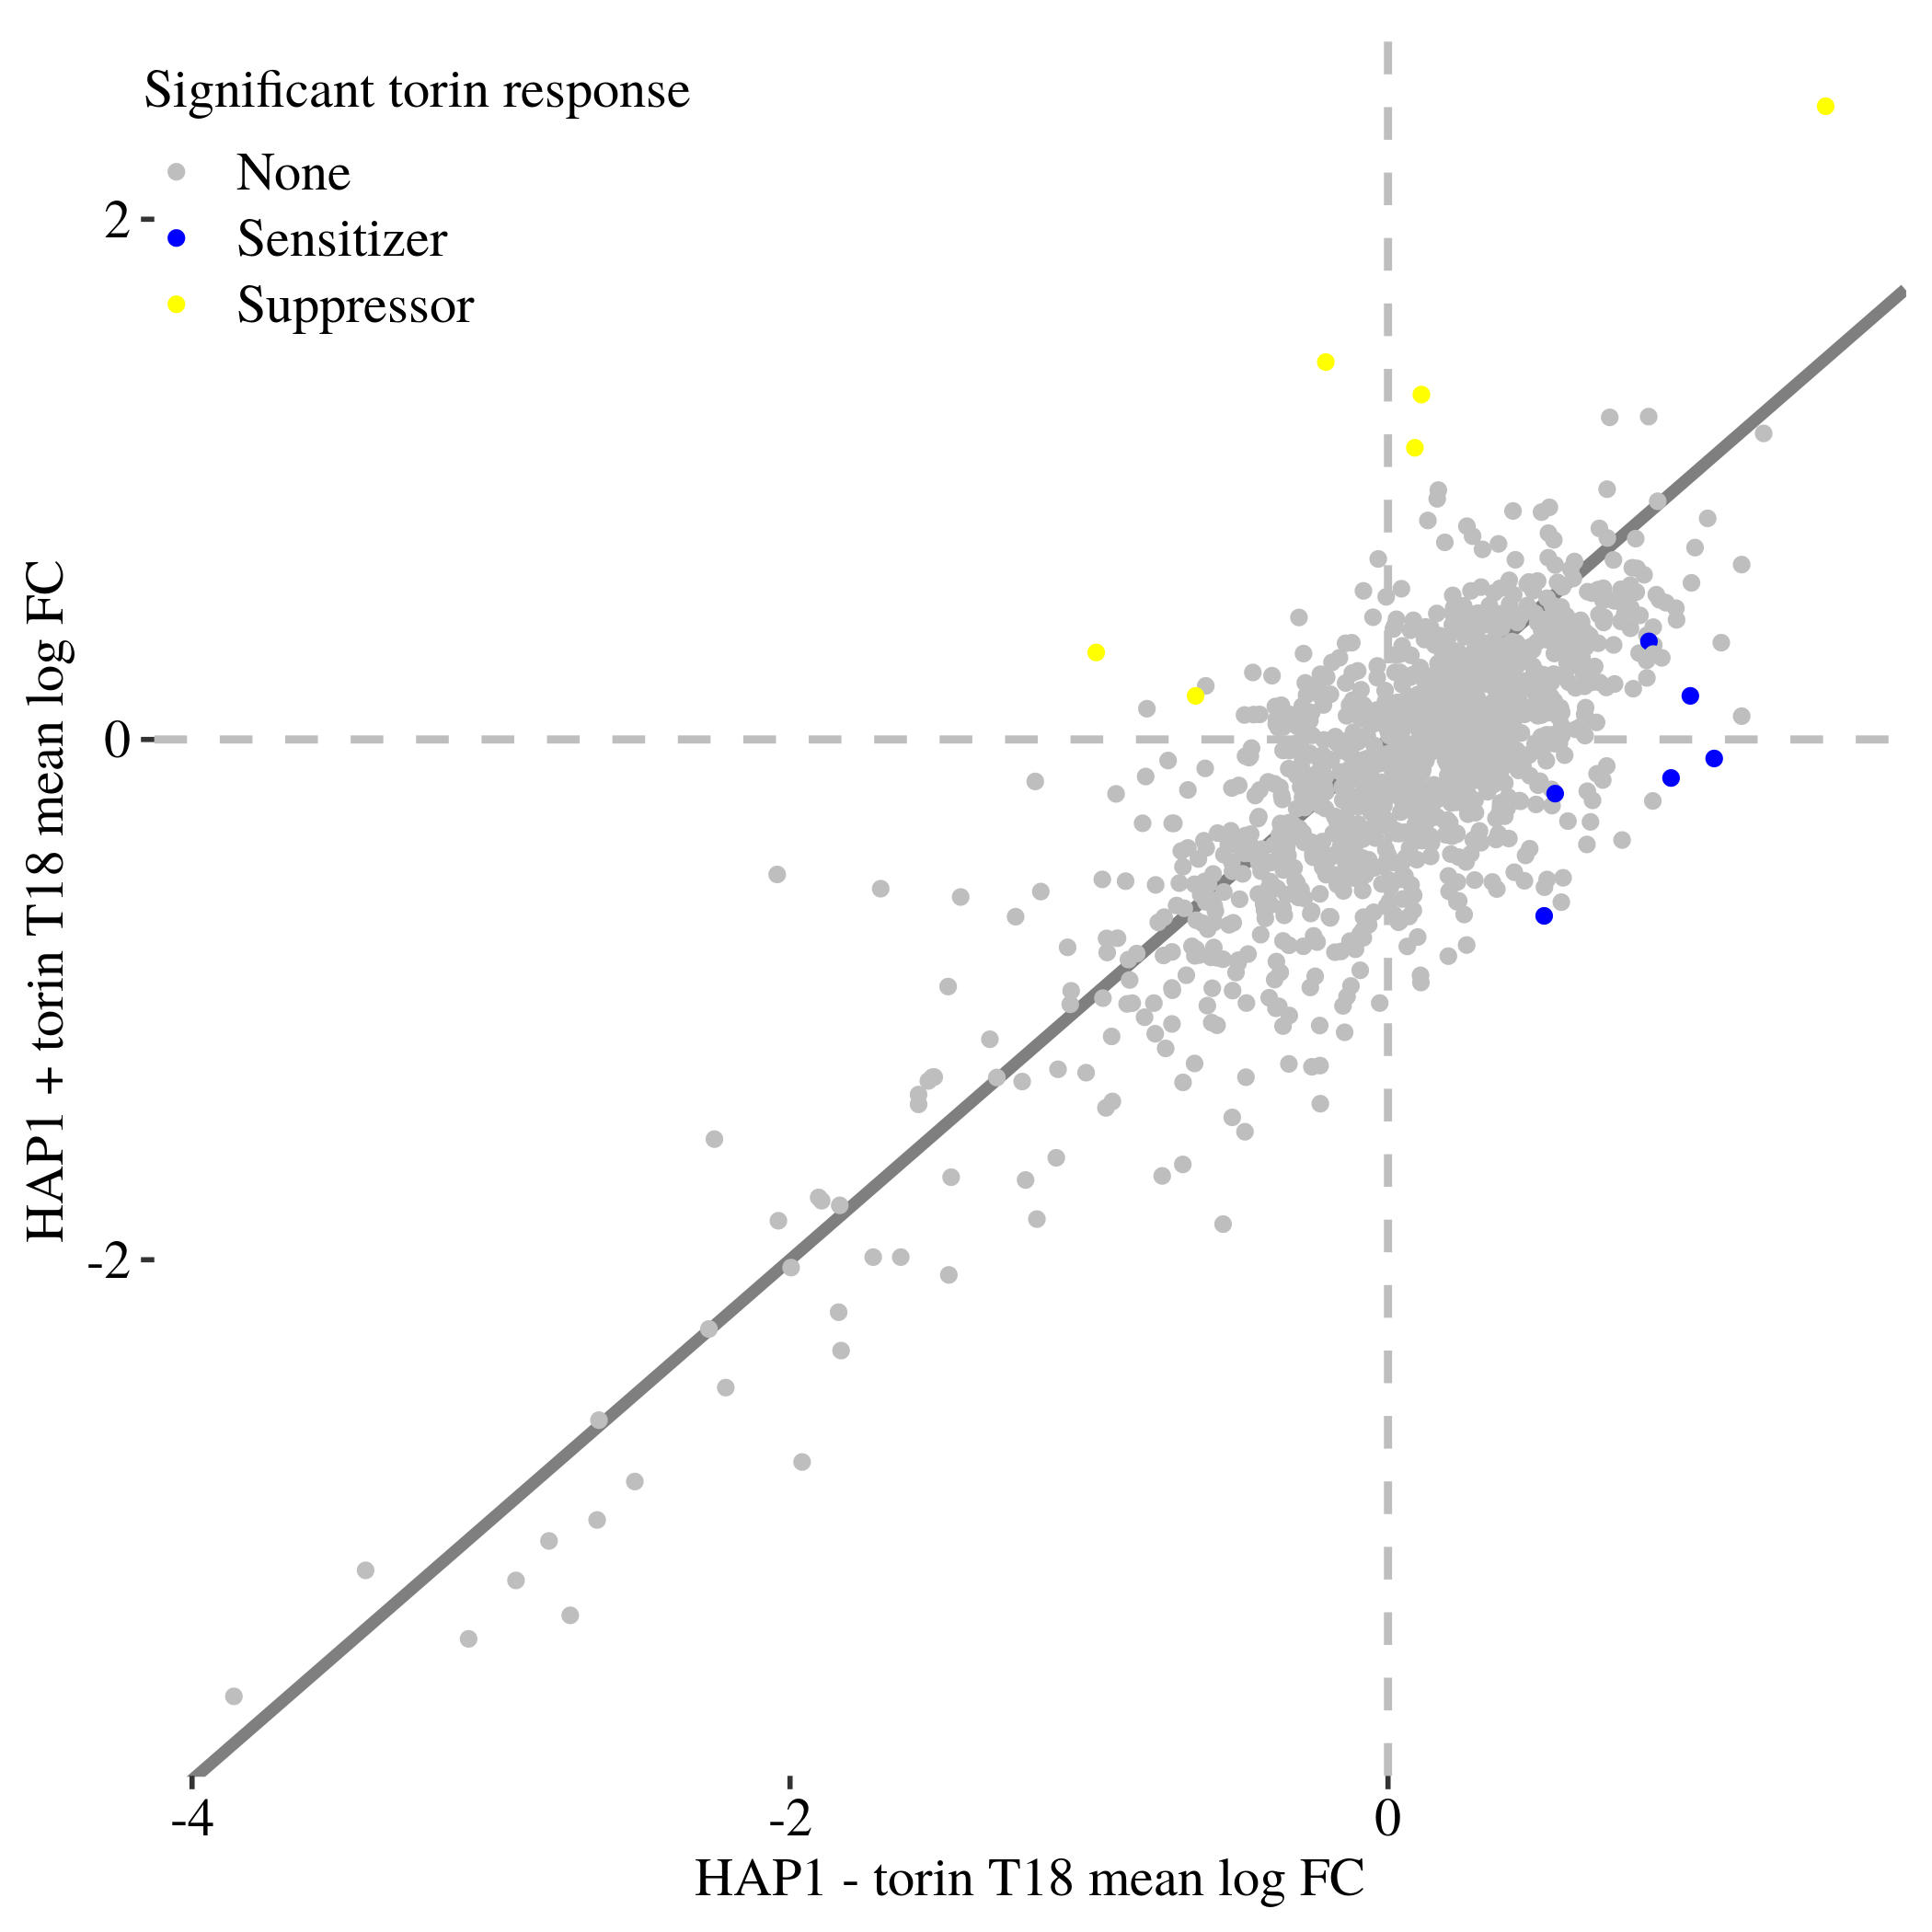 Significant torin response
None
Sensitizer
Suppressor
2
0
-2
HAP1 + torin T18 mean log FC
-4
-2
0
HAP1 - torin T18 mean log FC